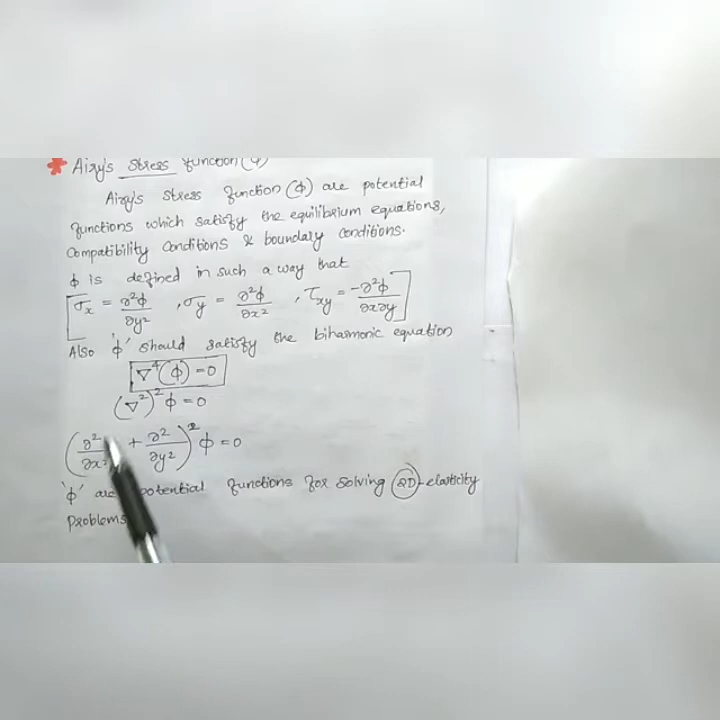 * Airy's Stress function (φ)
Airy's Stress function (φ) are potential
functions which satisfy the equilibrium equations,
Compatibility Conditions & boundary conditions.
φ is defined in such a way that
[σx = ∂²φ/∂y² , σy = ∂²φ/∂x² , τxy = -∂²φ/∂x∂y]
Also 'φ' should satisfy the biharmonic equation
∇⁴(φ) = 0
(∇²)²φ = 0
(∂²/∂x² + ∂²/∂y²)² φ = 0
'φ' are potential functions for solving 2D-elasticity
Problems